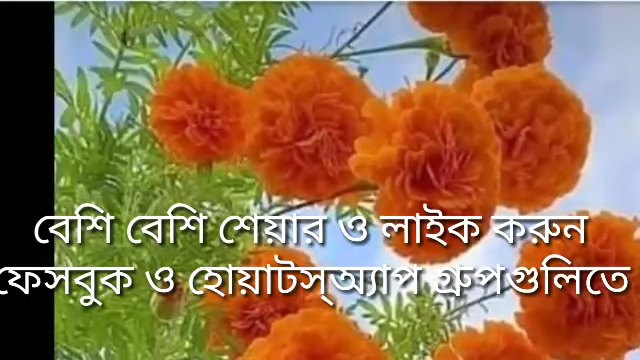 বেশি বেশি শেয়ার ও লাইক করুন
ফেসবুক ও হোয়াটস্অ্যাপ গ্রুপগুলিতে